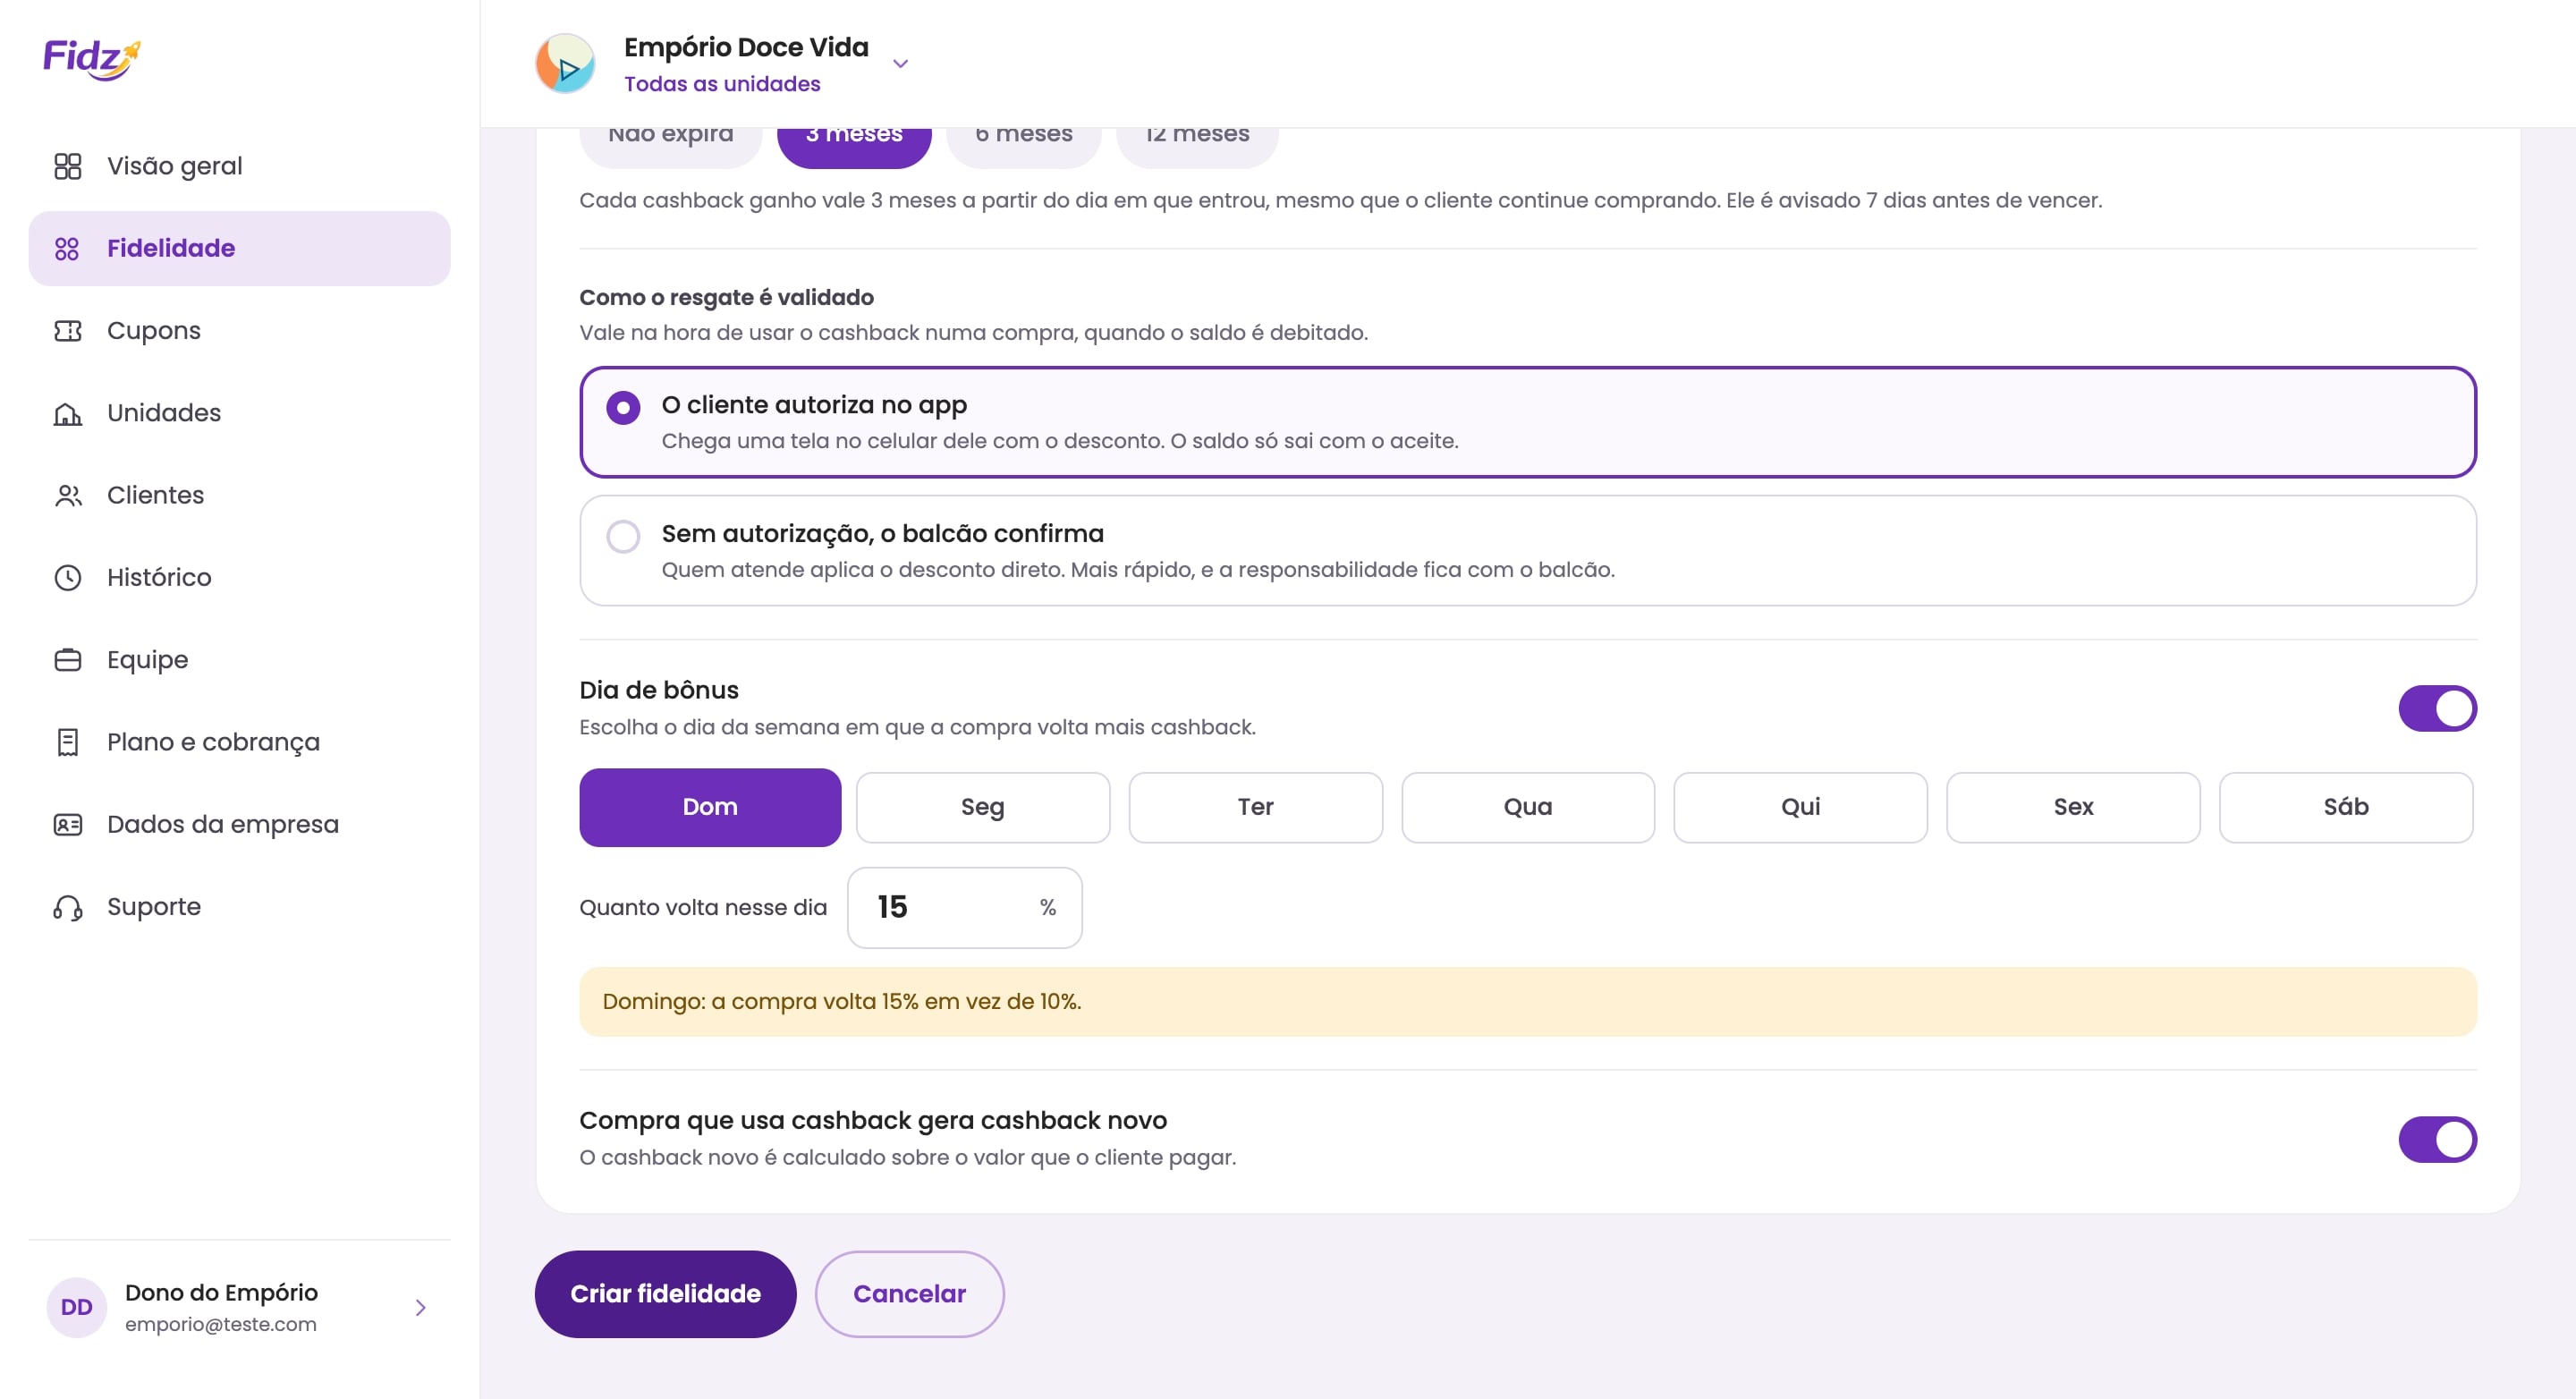 Fidz
Empório Doce Vida
Todas as unidades
Visão geral
Fidelidade
Cupons
Unidades
Clientes
Histórico
Equipe
Plano e cobrança
Dados da empresa
Suporte
DD
Dono do Empório
emporio@teste.com
Não expira
3 meses
6 meses
12 meses
Cada cashback ganho vale 3 meses a partir do dia em que entrou, mesmo que o cliente continue comprando. Ele é avisado 7 dias antes de vencer.
Como o resgate é validado
Vale na hora de usar o cashback numa compra, quando o saldo é debitado.
O cliente autoriza no app
Chega uma tela no celular dele com o desconto. O saldo só sai com o aceite.
Sem autorização, o balcão confirma
Quem atende aplica o desconto direto. Mais rápido, e a responsabilidade fica com o balcão.
Dia de bônus
Escolha o dia da semana em que a compra volta mais cashback.
Dom
Seg
Ter
Qua
Qui
Sex
Sáb
Quanto volta nesse dia
15 %
Domingo: a compra volta 15% em vez de 10%.
Compra que usa cashback gera cashback novo
O cashback novo é calculado sobre o valor que o cliente pagar.
Criar fidelidade
Cancelar